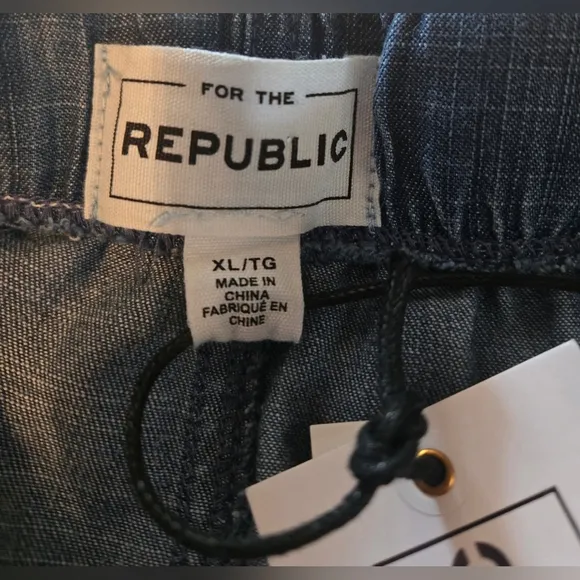 FOR THE
REPUBLIC
XL/TG
MADE IN
CHINA
FABRIQUÉ EN
CHINE